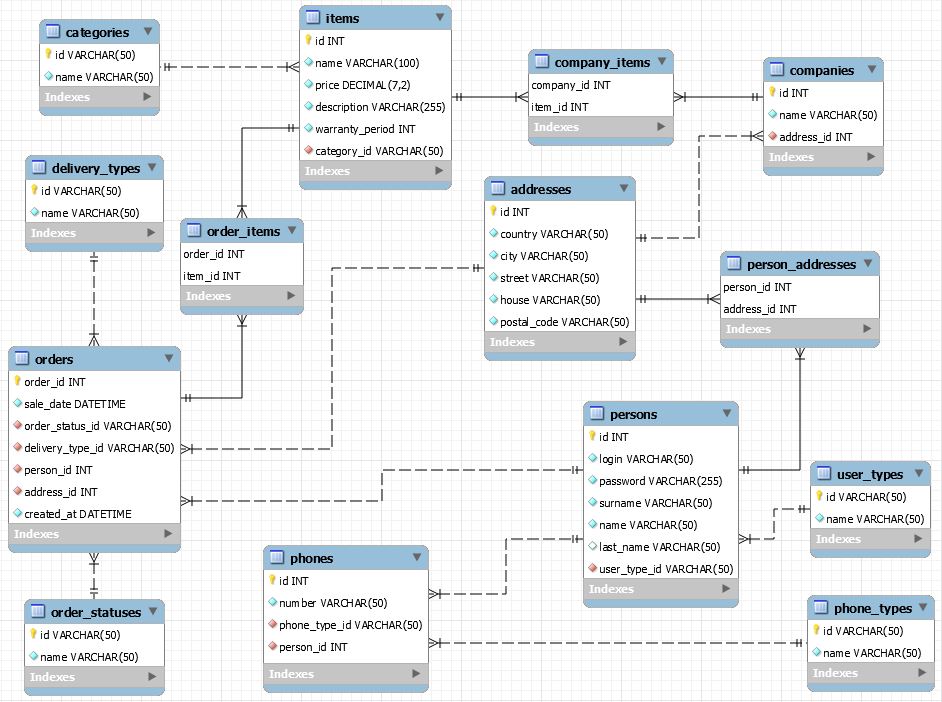 categories
id VARCHAR(50)
name VARCHAR(50)
Indexes
items
id INT
name VARCHAR(100)
price DECIMAL(7,2)
description VARCHAR(255)
warranty_period INT
category_id VARCHAR(50)
Indexes
company_items
company_id INT
item_id INT
Indexes
companies
id INT
name VARCHAR(50)
address_id INT
Indexes
delivery_types
id VARCHAR(50)
name VARCHAR(50)
Indexes
order_items
order_id INT
item_id INT
Indexes
addresses
id INT
country VARCHAR(50)
city VARCHAR(50)
street VARCHAR(50)
house VARCHAR(50)
postal_code VARCHAR(50)
Indexes
person_addresses
person_id INT
address_id INT
Indexes
orders
order_id INT
sale_date DATETIME
order_status_id VARCHAR(50)
delivery_type_id VARCHAR(50)
person_id INT
address_id INT
created_at DATETIME
Indexes
persons
id INT
login VARCHAR(50)
password VARCHAR(255)
surname VARCHAR(50)
name VARCHAR(50)
last_name VARCHAR(50)
user_type_id VARCHAR(50)
Indexes
user_types
id VARCHAR(50)
name VARCHAR(50)
Indexes
phones
id INT
number VARCHAR(50)
phone_type_id VARCHAR(50)
person_id INT
Indexes
order_statuses
id VARCHAR(50)
name VARCHAR(50)
Indexes
phone_types
id VARCHAR(50)
name VARCHAR(50)
Indexes